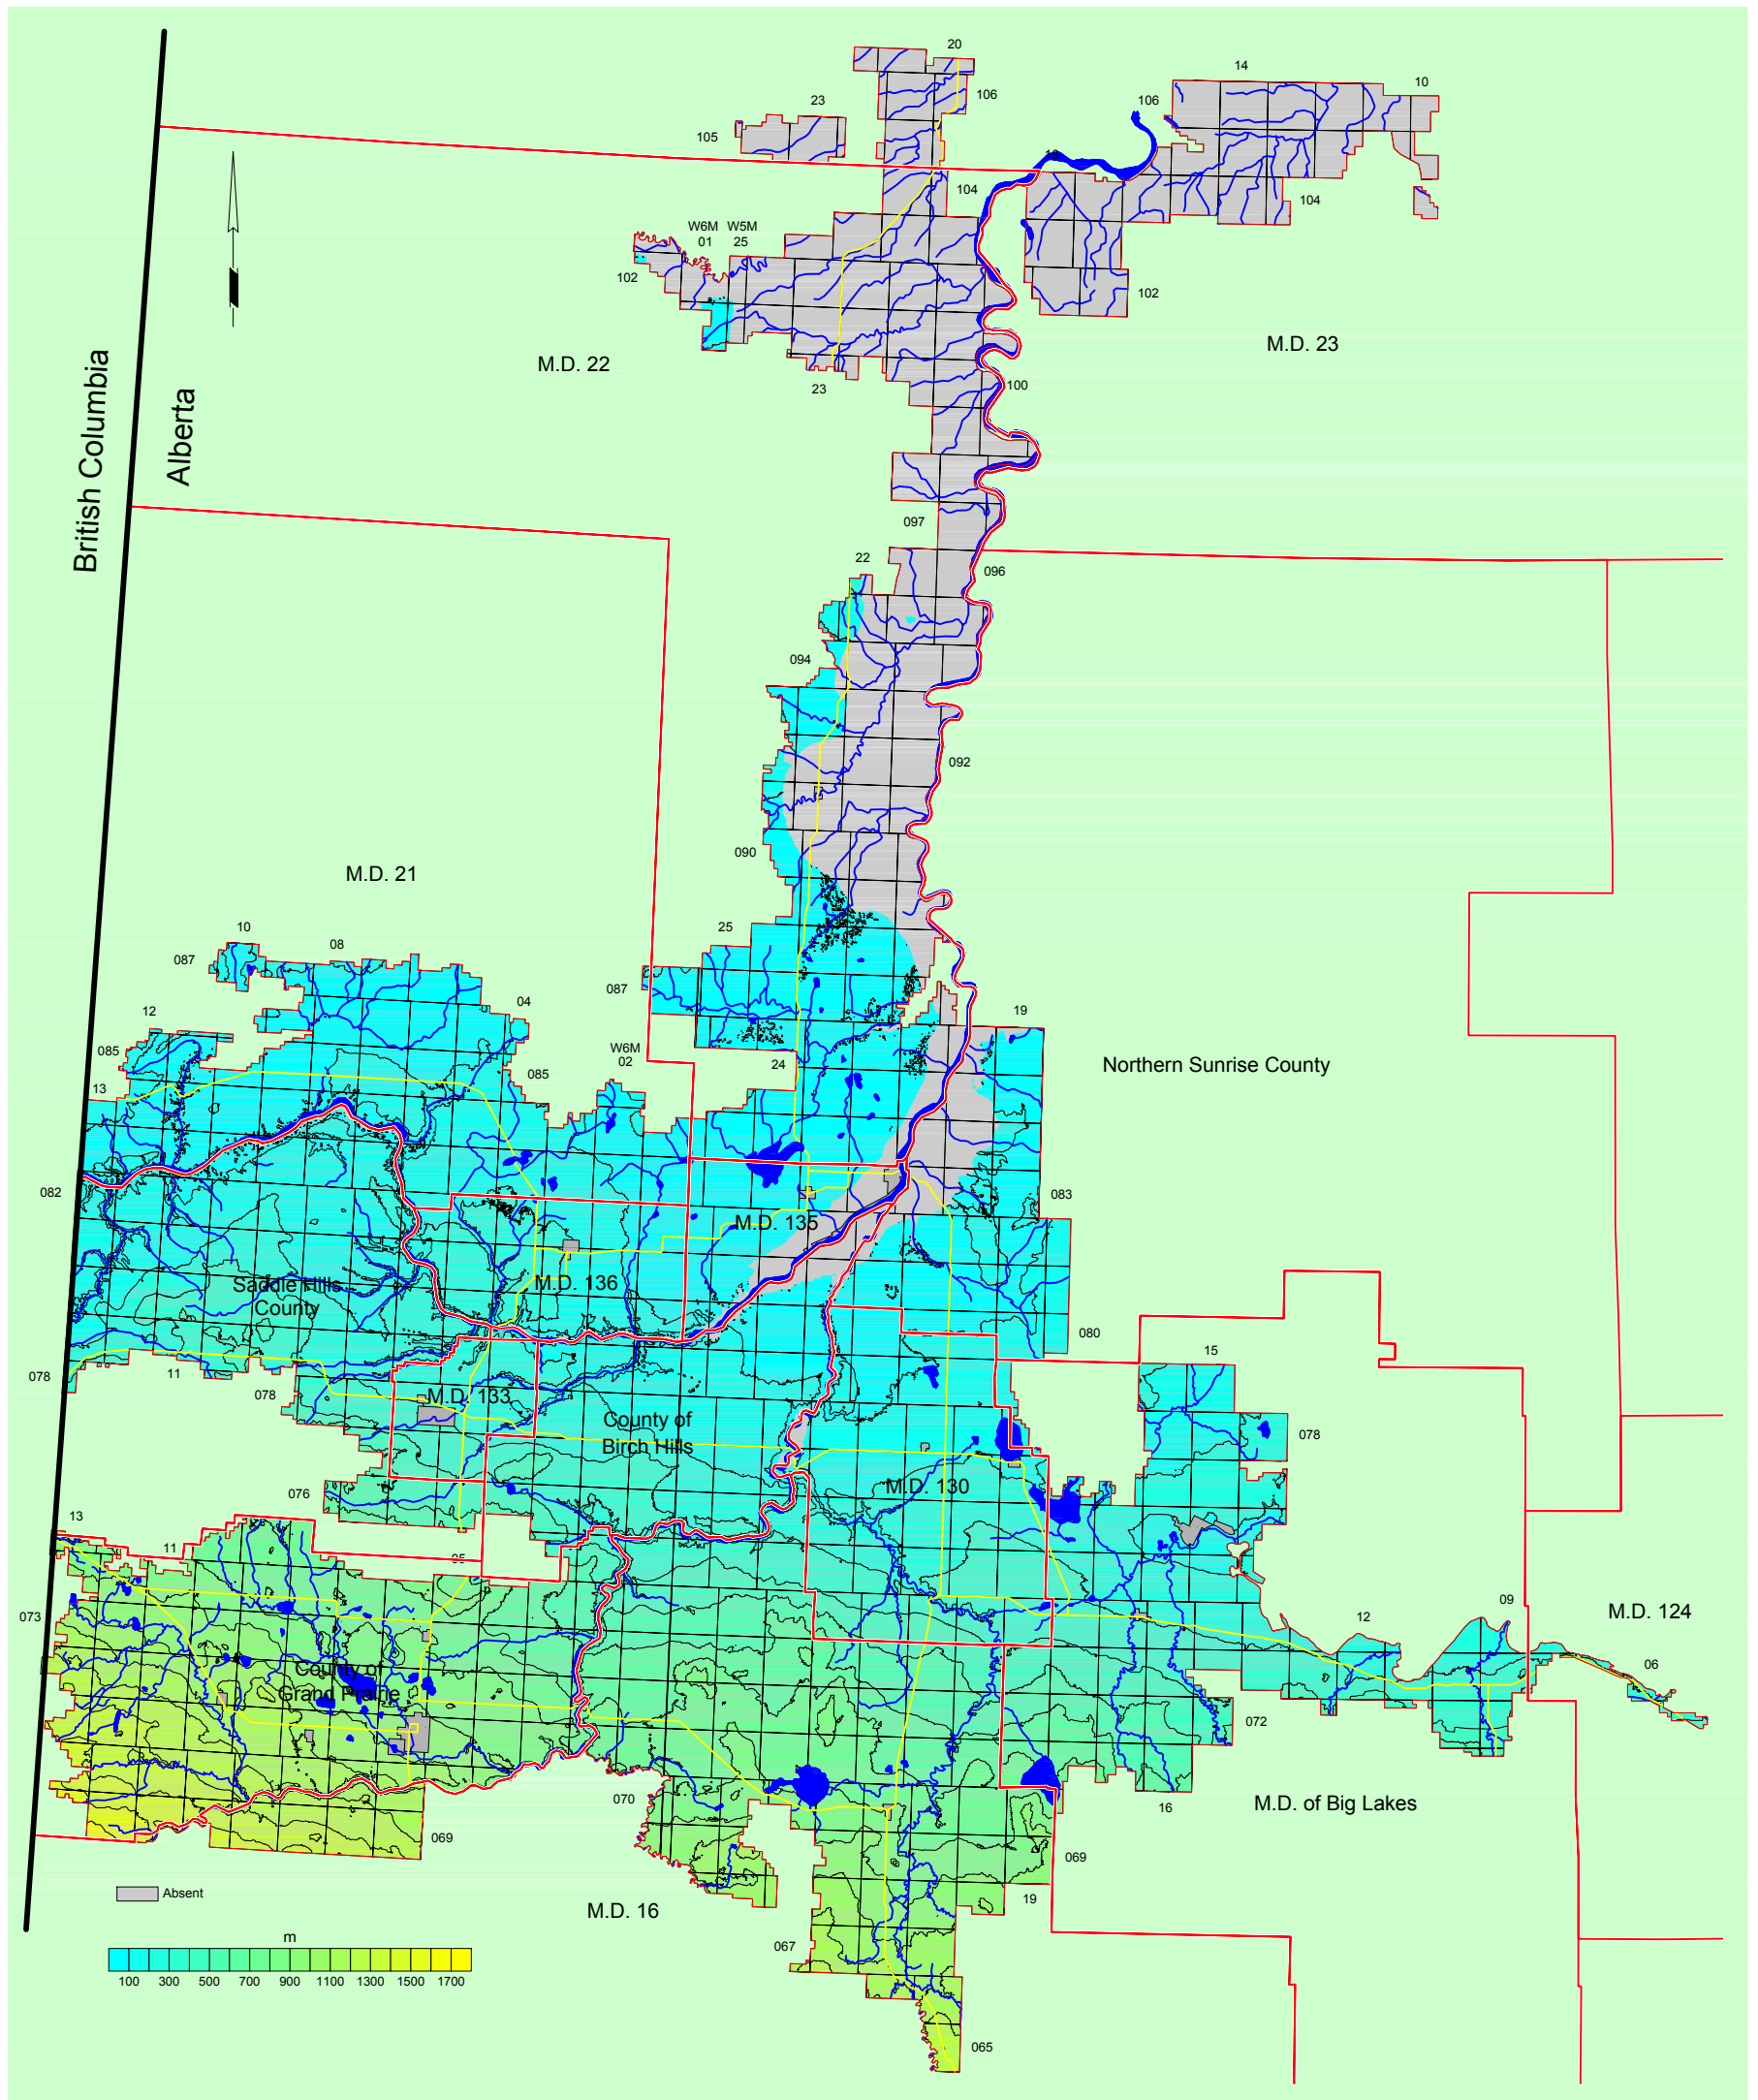 20
14
10
23
106
106
105
18
104
104
W6M W5M
01 25
102
102
M.D. 23
M.D. 22
British Columbia
Alberta
23
100
097
22
096
094
092
090
M.D. 21
25
10
08
087
087
04
12
19
085
W6M
02
24
Northern Sunrise County
13
085
082
083
M.D. 135
Saddle Hills
County
M.D. 136
080
15
078
11
078
M.D. 133
County of
Birch Hills
078
076
M.D. 130
13
11
05
073
09
12
M.D. 124
06
County of
Grand Prairie
072
070
16
M.D. of Big Lakes
069
069
Absent
19
M.D. 16
m
067
100 300 500 700 900 1100 1300 1500 1700
065